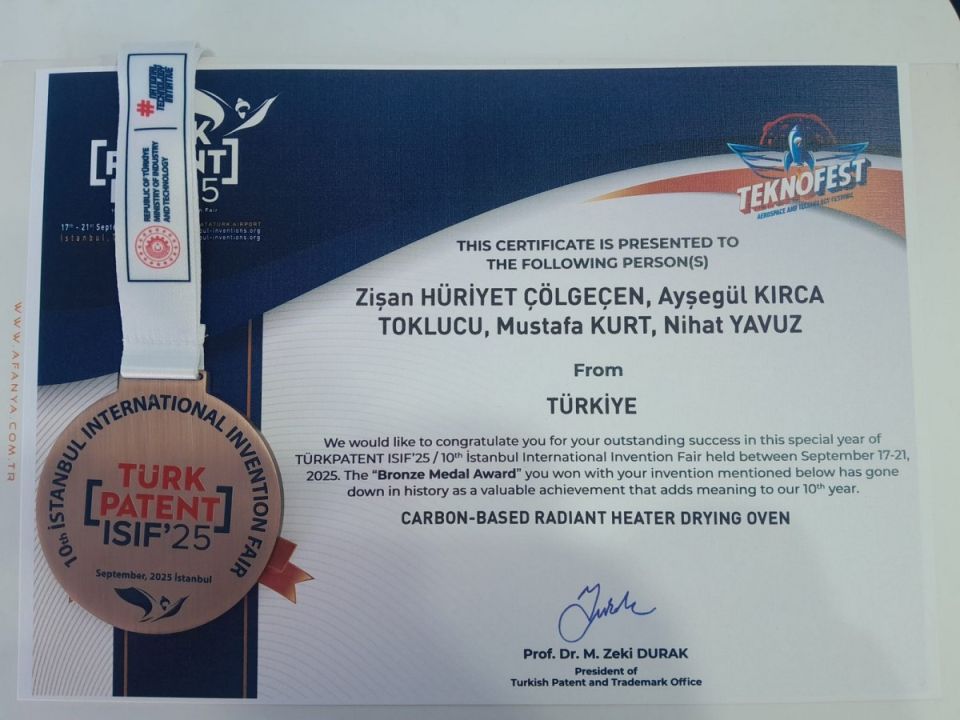 #
REPUBLIC OF TÜRKİYE
MINISTRY OF INDUSTRY
AND TECHNOLOGY
17th - 21st
TEKNOFEST
AEROSPACE AND TECHNOLOGY FESTIVAL
THIS CERTIFICATE IS PRESENTED TO
THE FOLLOWING PERSON(S)
Zişan HÜRİYET ÇÖLGEÇEN, Ayşegül KIRCA
TOKLUCU, Mustafa KURT, Nihat YAVUZ
From
TÜRKİYE
We would like to congratulate you for your outstanding success in this special year of
TÜRKPATENT ISIF'25 / 10th İstanbul International Invention Fair held between September 17-21,
2025. The "Bronze Medal Award" you won with your invention mentioned below has gone
down in history as a valuable achievement that adds meaning to our 10th year.
CARBON-BASED RADIANT HEATER DRYING OVEN
Prof. Dr. M. Zeki DURAK
President of
Turkish Patent and Trademark Office
10th İSTANBUL INTERNATIONAL INVENTION FAIR
TÜRK
PATENT
ISIF'25
September, 2025 İstanbul
WWW.AFANYA.COM.TR